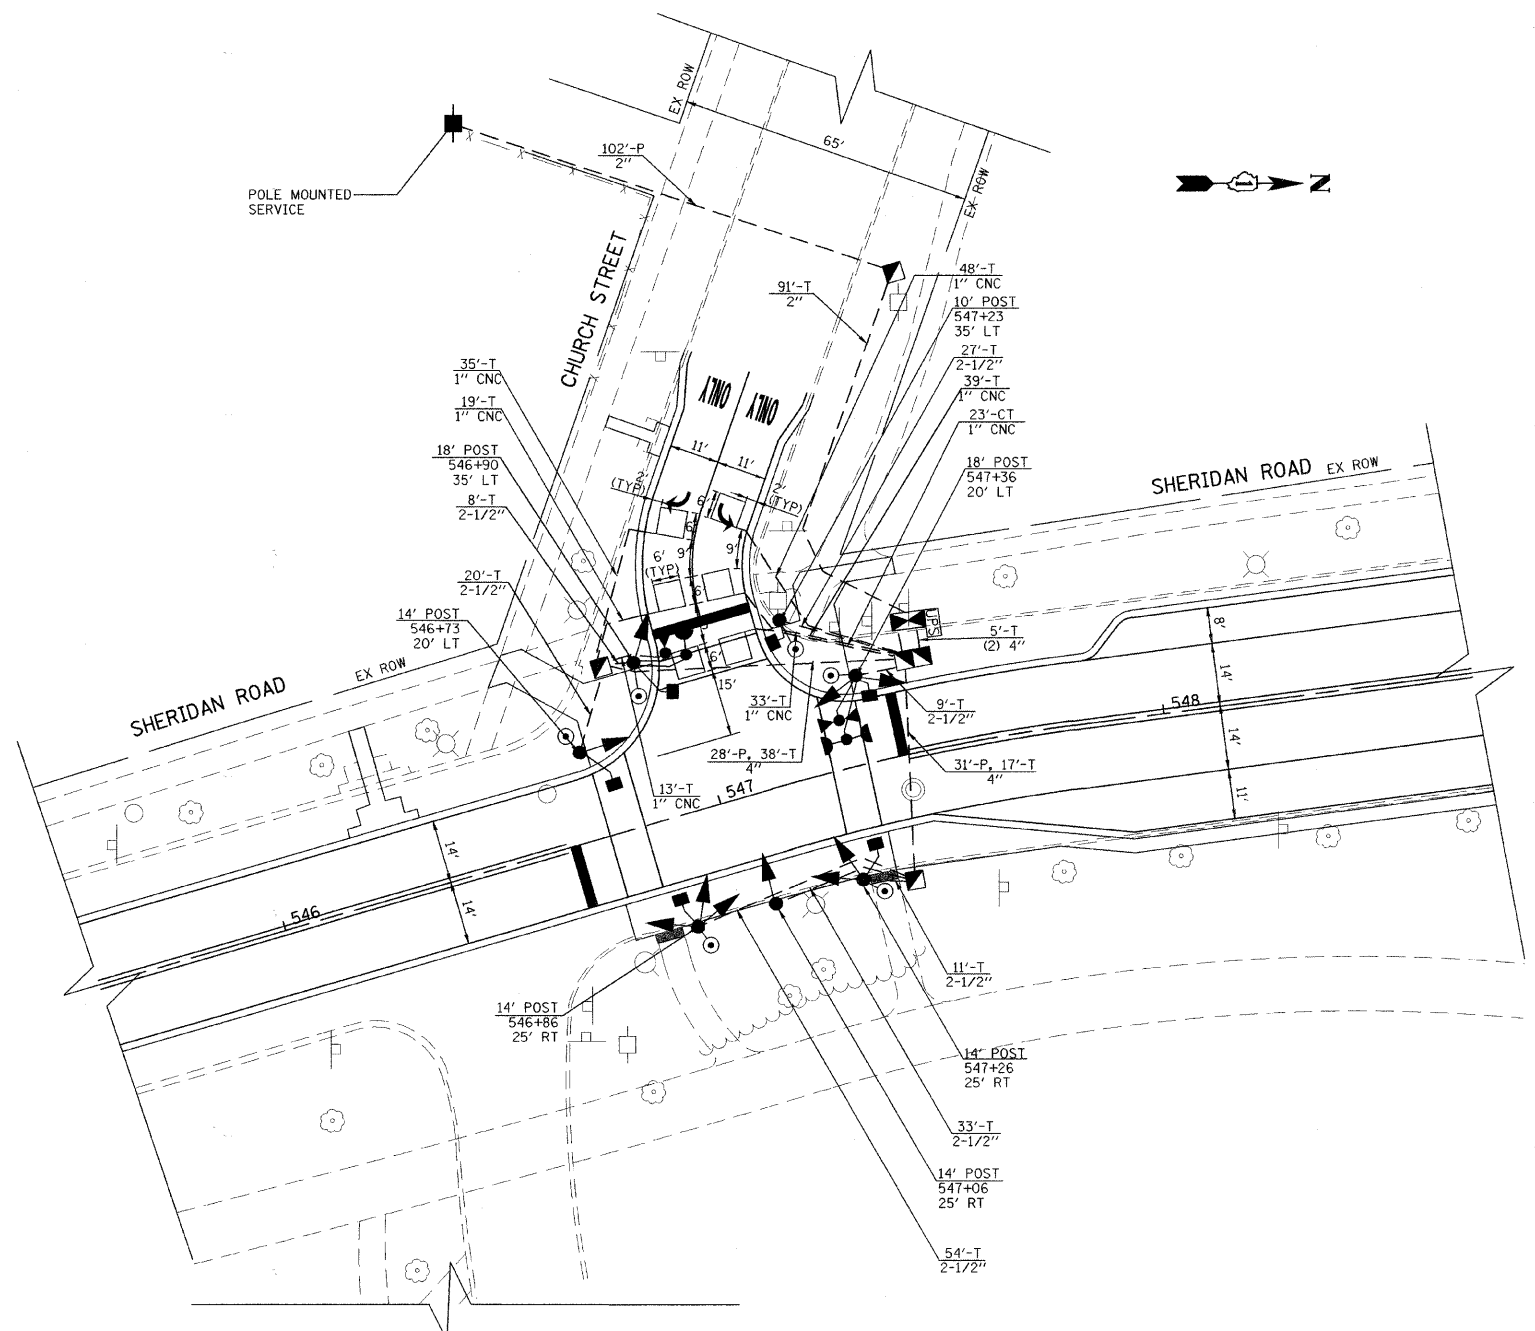 EX ROW
65'
102'-P
2"
POLE MOUNTED
SERVICE
N
EX ROW
CHURCH STREET
91'-T
2"
48'-T
1" CNC
10' POST
547+23
35' LT
27'-T
2-1/2"
39'-T
1" CNC
23'-CT
1" CNC
18' POST
547+36
20' LT
35'-T
1" CNC
19'-T
1" CNC
18' POST
546+90
35' LT
8'-T
2-1/2"
20'-T
2-1/2"
14' POST
546+73
20' LT
ONLY
ONLY
11'
11'
2'
(TYP)
2'
(TYP)
6'
6'
9'
9'
6'
(TYP)
6'
6'
15'
SHERIDAN ROAD
EX ROW
SHERIDAN ROAD
EX ROW
UPS
5'-T
(2) 4"
8'
14'
14'
11'
548
33'-T
1" CNC
9'-T
2-1/2"
28'-P, 38'-T
4"
31'-P, 17'-T
4"
13'-T
1" CNC
547
546
14'
14'
11'-T
2-1/2"
14' POST
546+86
25' RT
14' POST
547+26
25' RT
33'-T
2-1/2"
14' POST
547+06
25' RT
54'-T
2-1/2"